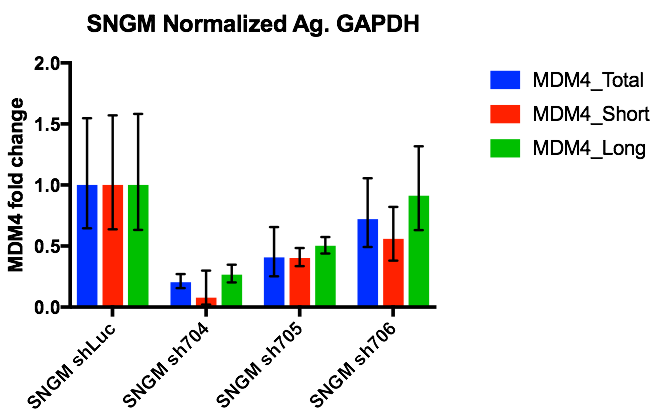 SNGM Normalized Ag. GAPDH
MDM4 fold change
2.0
1.5
1.0
0.5
0.0
SNGM shLuc
SNGM sh704
SNGM sh705
SNGM sh706
MDM4_Total
MDM4_Short
MDM4_Long